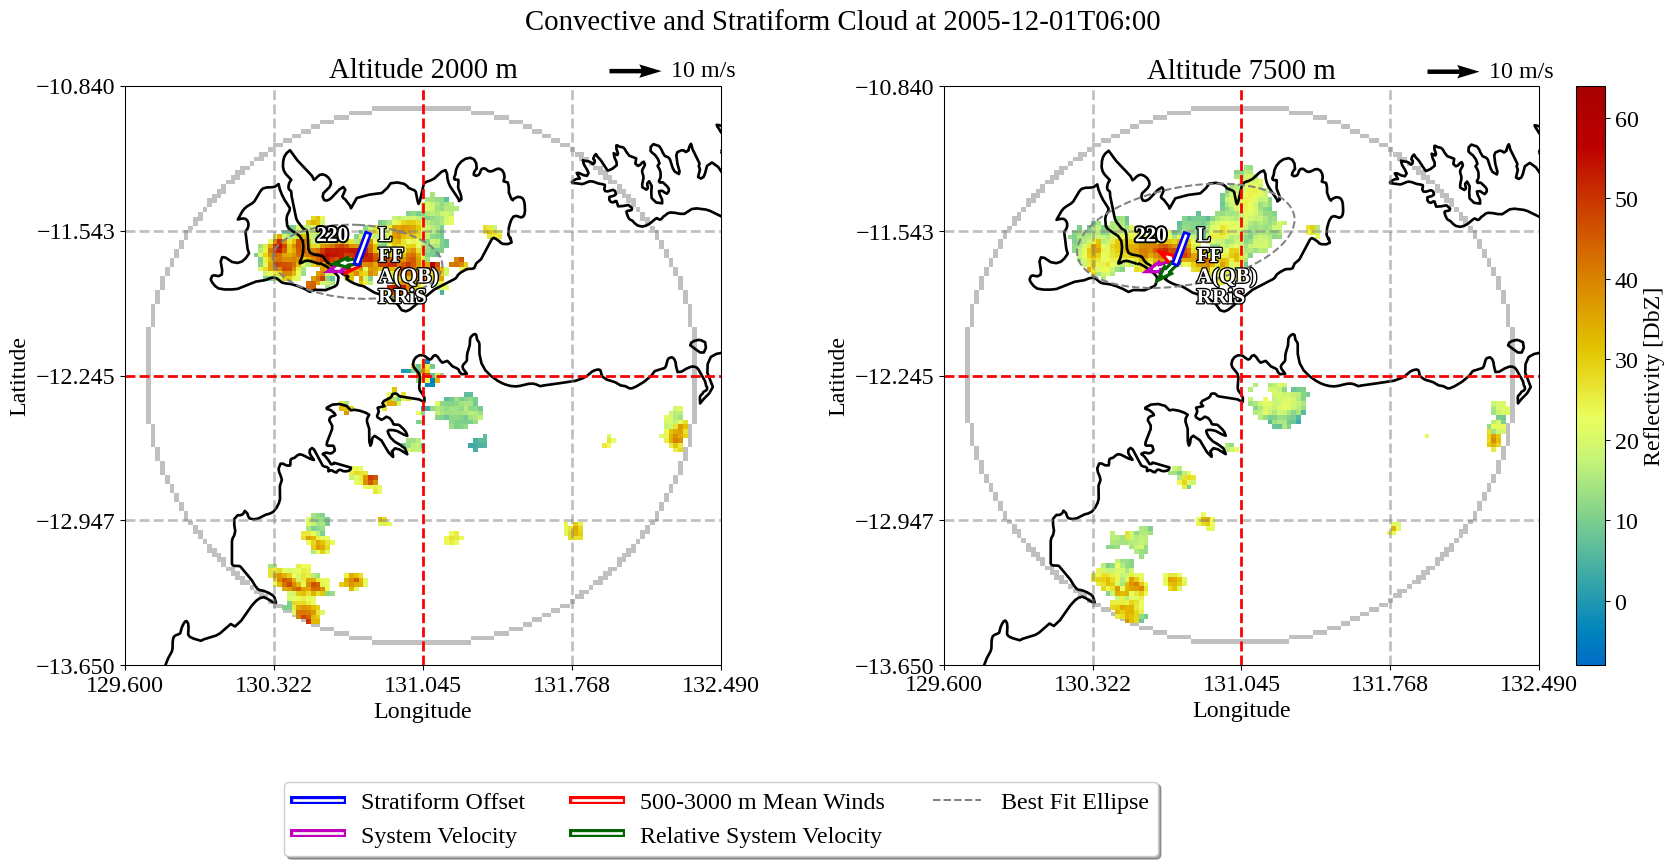 Convective and Stratiform Cloud at 2005-12-01T06:00
Altitude 2000 m
10 m/s
−10.840
−11.543
−12.245
−12.947
−13.650
129.600
130.322
131.045
131.768
132.490
Latitude
Longitude
220
L
FF
A(QB)
RRiS
Altitude 7500 m
10 m/s
−10.840
−11.543
−12.245
−12.947
−13.650
129.600
130.322
131.045
131.768
132.490
Latitude
Longitude
220
L
FF
A(QB)
RRiS
60
50
40
30
20
10
0
Reflectivity [DbZ]
Stratiform Offset
System Velocity
500-3000 m Mean Winds
Relative System Velocity
Best Fit Ellipse